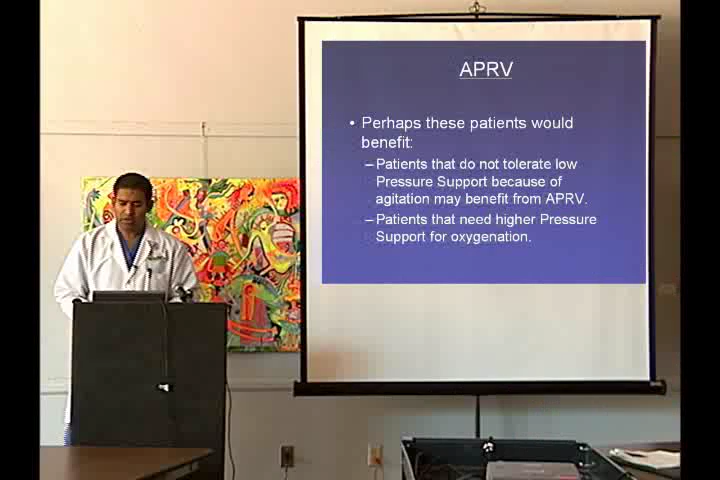 APRV
• Perhaps these patients would
benefit:
– Patients that do not tolerate low
Pressure Support because of
agitation may benefit from APRV.
– Patients that need higher Pressure
Support for oxygenation.